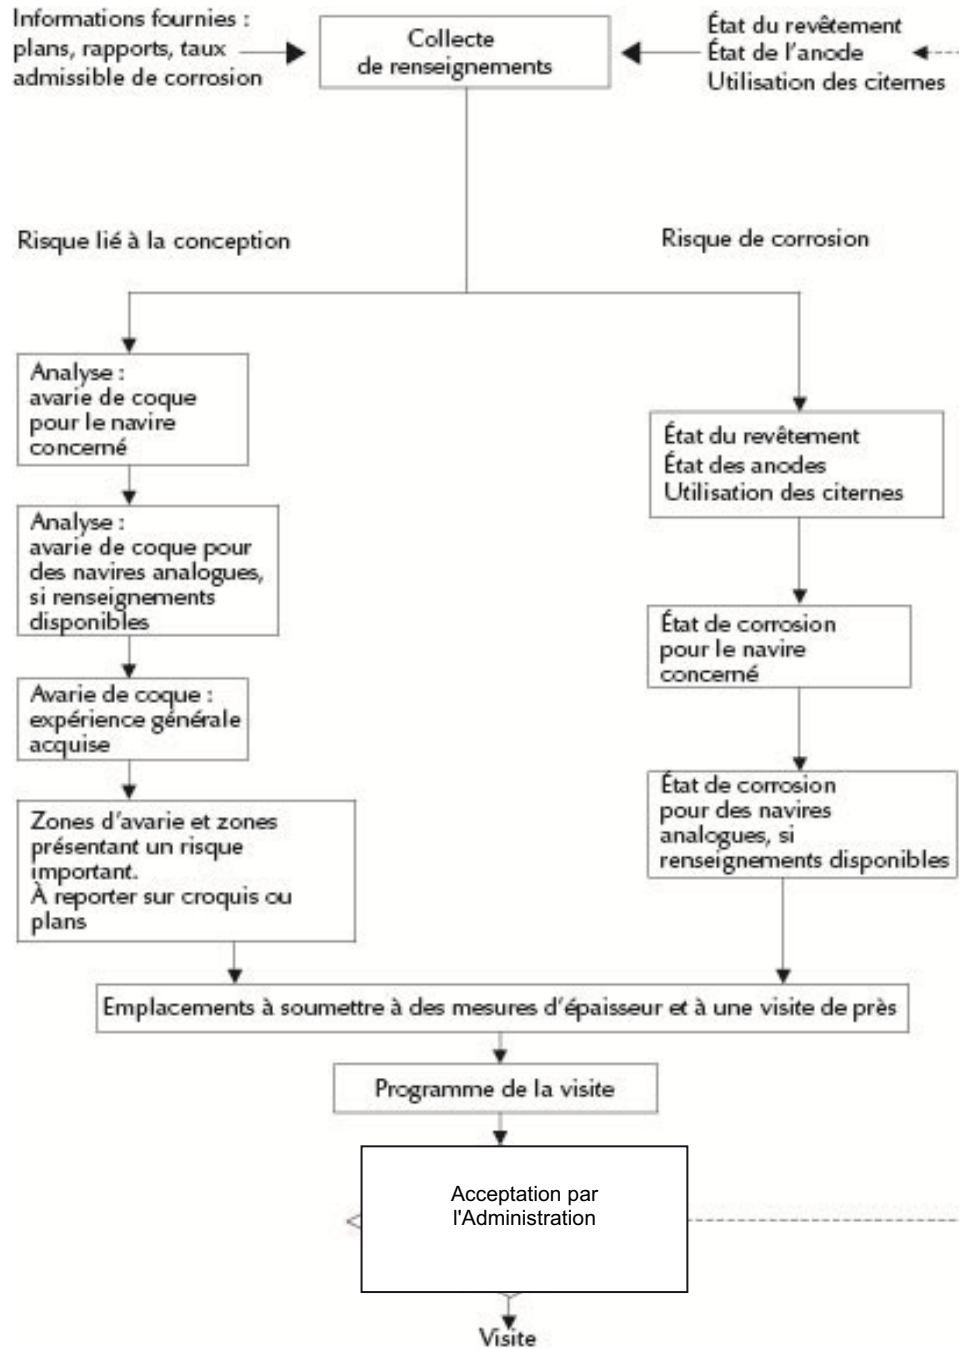 Informations fournies :
plans, rapports, taux
admissible de corrosion
Collecte
de renseignements
État du revêtement
État de l'anode
Utilisation des citernes
Risque lié à la conception
Risque de corrosion
Analyse :
avarie de coque
pour le navire
concerné
Analyse :
avarie de coque pour
des navires analogues,
si renseignements
disponibles
Avarie de coque :
expérience générale
acquise
Zones d'avarie et zones
présentant un risque
important.
À reporter sur croquis ou
plans
État du revêtement
État des anodes
Utilisation des citernes
État de corrosion
pour le navire
concerné
État de corrosion
pour des navires
analogues, si
renseignements disponibles
Emplacements à soumettre à des mesures d'épaisseur et à une visite de près
Programme de la visite
Acceptation par
l'Administration
Visite